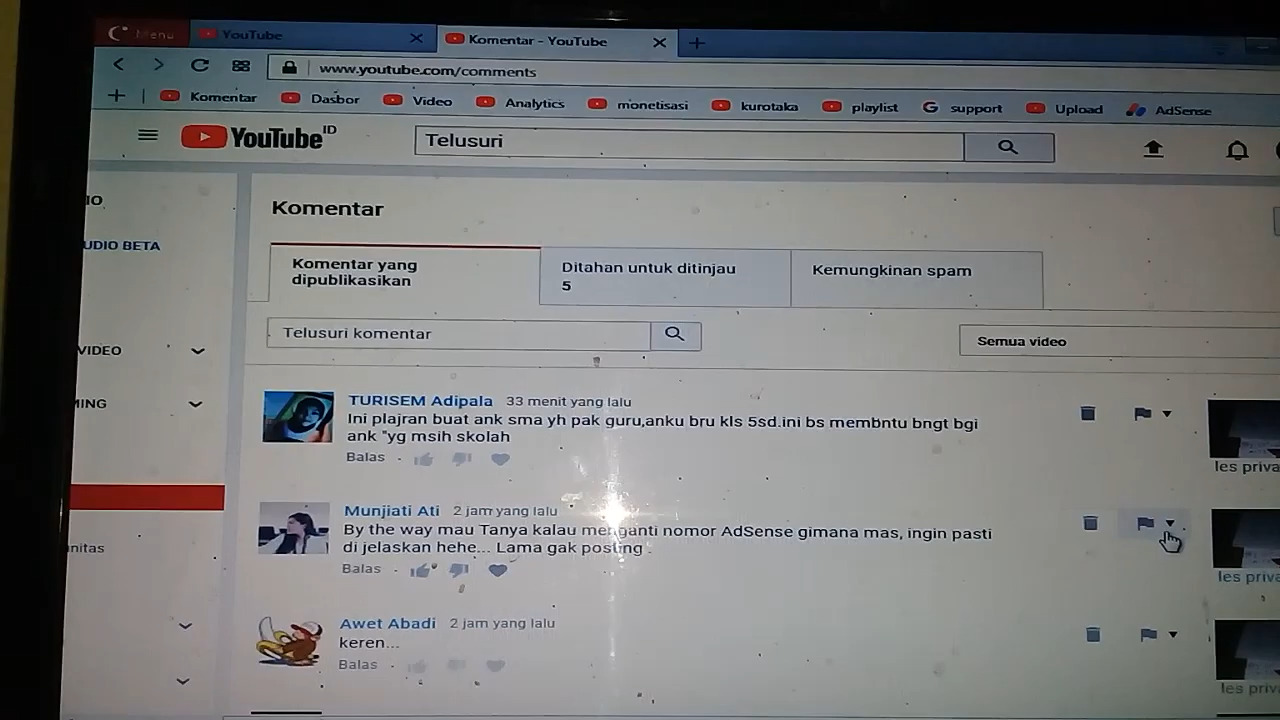 Menu
YouTube
Komentar - YouTube
www.youtube.com/comments
Komentar
Dasbor
Video
Analytics
monetisasi
kurotaka
playlist
support
Upload
AdSense
YouTube ID
Telusuri
IO
UDIO BETA
Komentar
Komentar yang
dipublikasikan
Ditahan untuk ditinjau
5
Kemungkinan spam
Telusuri komentar
Semua video
VIDEO
MING
nitas
TURISEM Adipala 33 menit yang lalu
Ini plajran buat ank sma yh pak guru,anku bru kls 5sd.ini bs membntu bngt bgi
ank "yg msih skolah
Balas
les priva
Munjiati Ati 2 jam yang lalu
By the way mau Tanya kalau menganti nomor AdSense gimana mas, ingin pasti
di jelaskan hehe... Lama gak posting
Balas
les priva
Awet Abadi 2 jam yang lalu
keren...
Balas
les priv